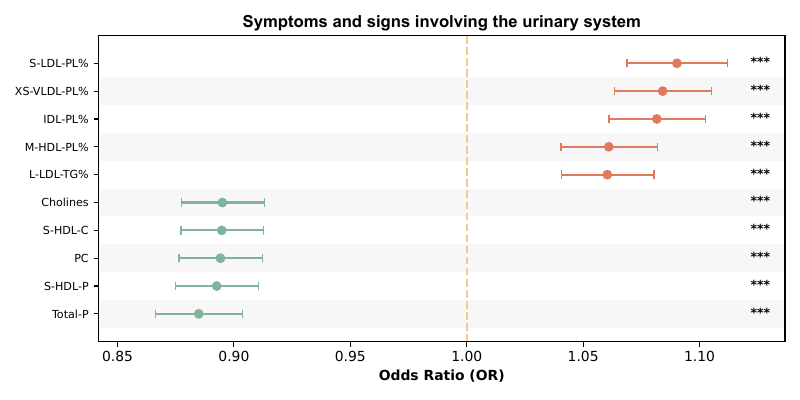 Symptoms and signs involving the urinary system
S-LDL-PL% ***
XS-VLDL-PL% ***
IDL-PL% ***
M-HDL-PL% ***
L-LDL-TG% ***
Cholines ***
S-HDL-C ***
PC ***
S-HDL-P ***
Total-P ***
0.85 0.90 0.95 1.00 1.05 1.10
Odds Ratio (OR)